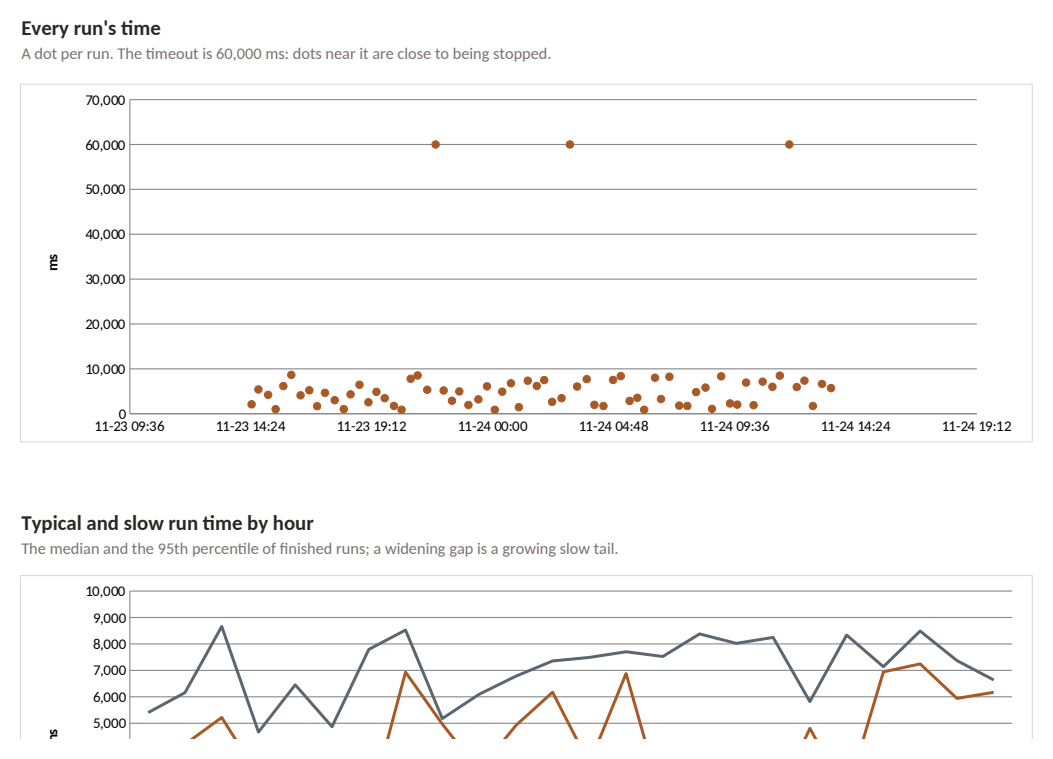 Every run's time
A dot per run. The timeout is 60,000 ms: dots near it are close to being stopped.
70,000
60,000
50,000
40,000
30,000
20,000
10,000
0
ms
11-23 09:36 11-23 14:24 11-23 19:12 11-24 00:00 11-24 04:48 11-24 09:36 11-24 14:24 11-24 19:12
Typical and slow run time by hour
The median and the 95th percentile of finished runs; a widening gap is a growing slow tail.
10,000
9,000
8,000
7,000
6,000
5,000